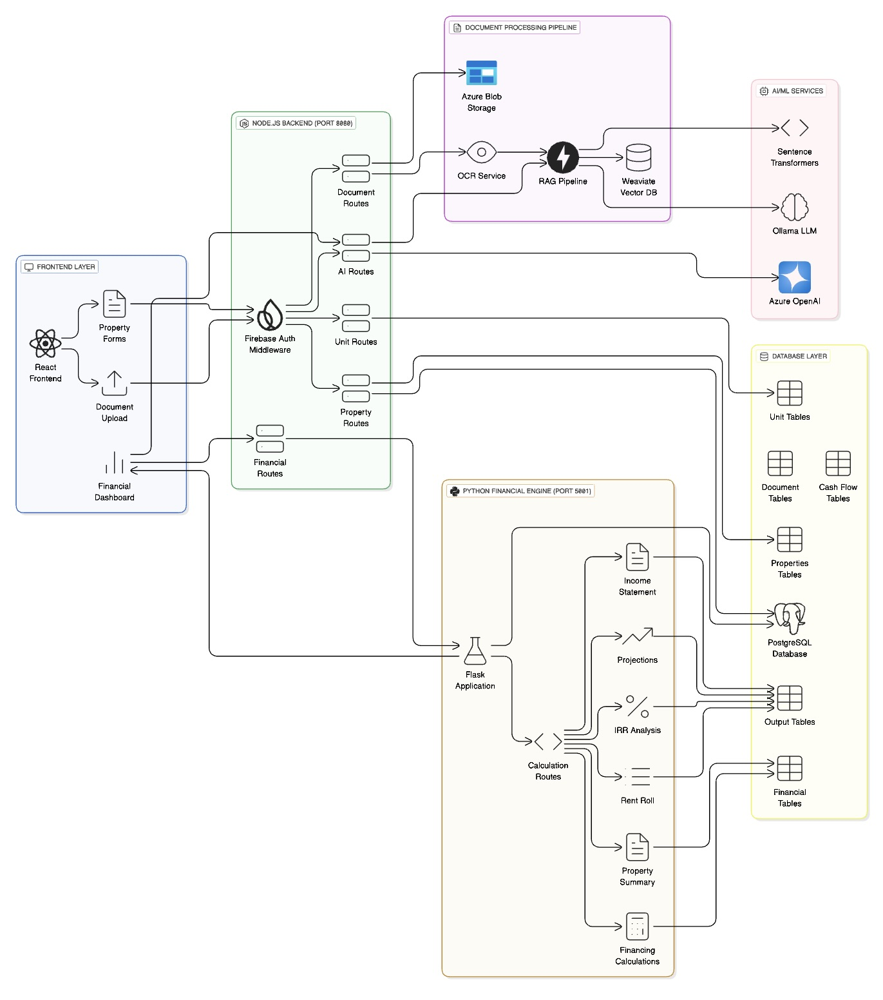 DOCUMENT PROCESSING PIPELINE
Azure Blob
Storage
OCR Service
RAG Pipeline
Weaviate
Vector DB
AI/ML SERVICES
Sentence
Transformers
Ollama LLM
Azure OpenAI
NODE.JS BACKEND (PORT 8080)
Document
Routes
AI Routes
Firebase Auth
Middleware
Unit Routes
Property
Routes
Financial
Routes
FRONTEND LAYER
Property
Forms
React
Frontend
Document
Upload
Financial
Dashboard
DATABASE LAYER
Unit Tables
Document
Tables
Cash Flow
Tables
Properties
Tables
PostgreSQL
Database
Output Tables
Financial
Tables
PYTHON FINANCIAL ENGINE (PORT 5001)
Income
Statement
Projections
Flask
Application
IRR Analysis
Calculation
Routes
Rent Roll
Property
Summary
Financing
Calculations